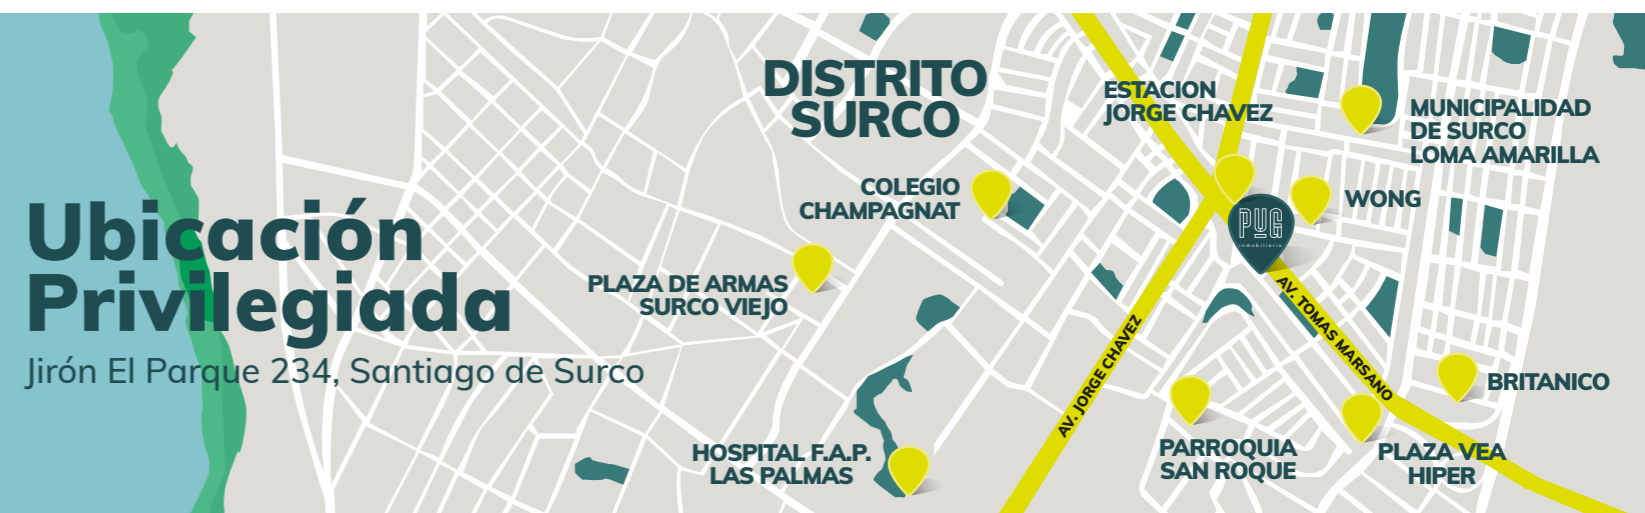 DISTRITO
SURCO
ESTACION
JORGE CHAVEZ
MUNICIPALIDAD
DE SURCO
LOMA AMARILLA
COLEGIO
CHAMPAGNAT
WONG
PUG
inmobiliaria
Ubicación
Privilegiada
Jirón El Parque 234, Santiago de Surco
PLAZA DE ARMAS
SURCO VIEJO
AV. TOMAS MARSANO
AV. JORGE CHAVEZ
BRITANICO
HOSPITAL F.A.P.
LAS PALMAS
PARROQUIA
SAN ROQUE
PLAZA VEA
HIPER